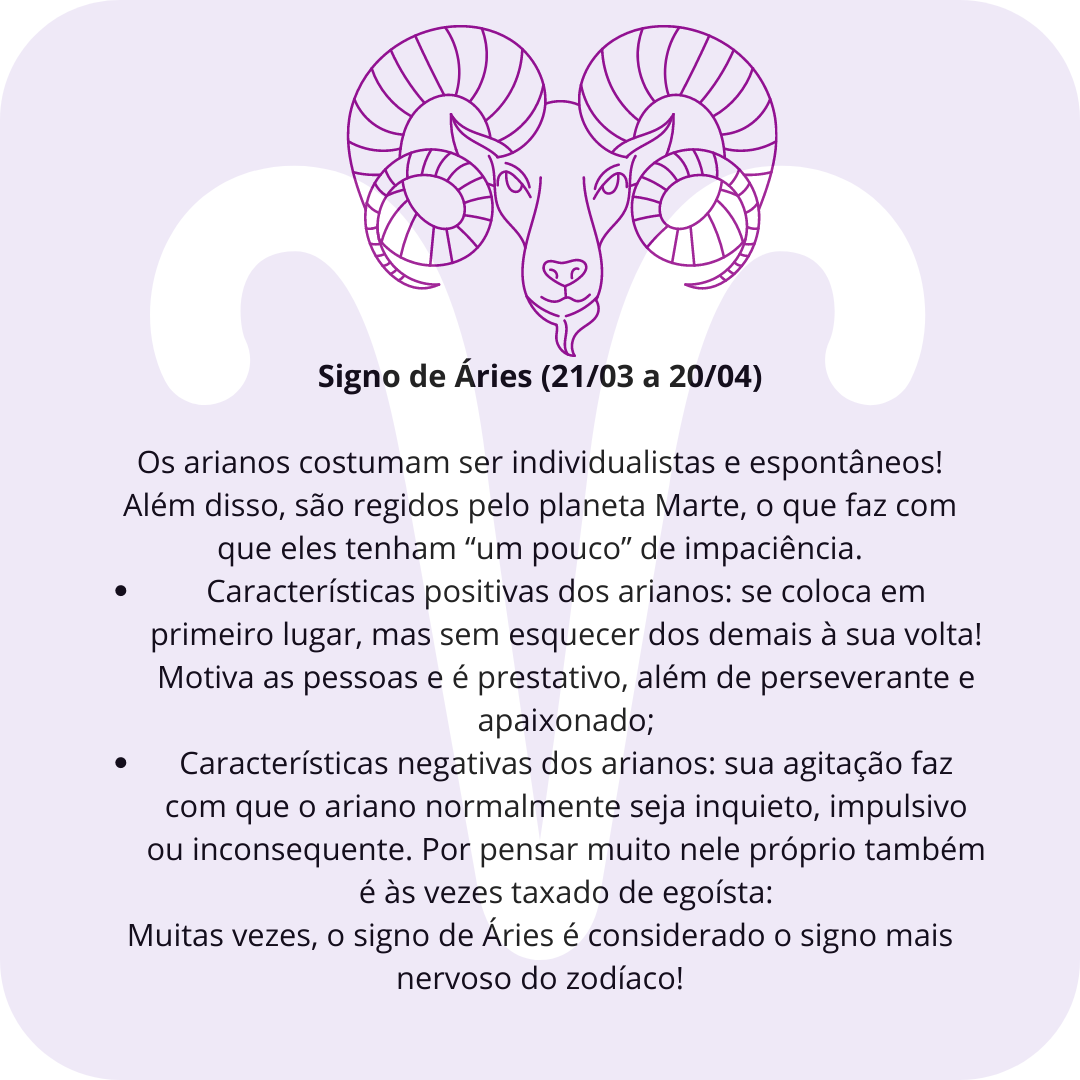 Signo de Áries (21/03 a 20/04)
Os arianos costumam ser individualistas e espontâneos!
Além disso, são regidos pelo planeta Marte, o que faz com
que eles tenham “um pouco” de impaciência.
• Características positivas dos arianos: se coloca em
primeiro lugar, mas sem esquecer dos demais à sua volta!
Motiva as pessoas e é prestativo, além de perseverante e
apaixonado;
• Características negativas dos arianos: sua agitação faz
com que o ariano normalmente seja inquieto, impulsivo
ou inconsequente. Por pensar muito nele próprio também
é às vezes taxado de egoísta:
Muitas vezes, o signo de Áries é considerado o signo mais
nervoso do zodíaco!